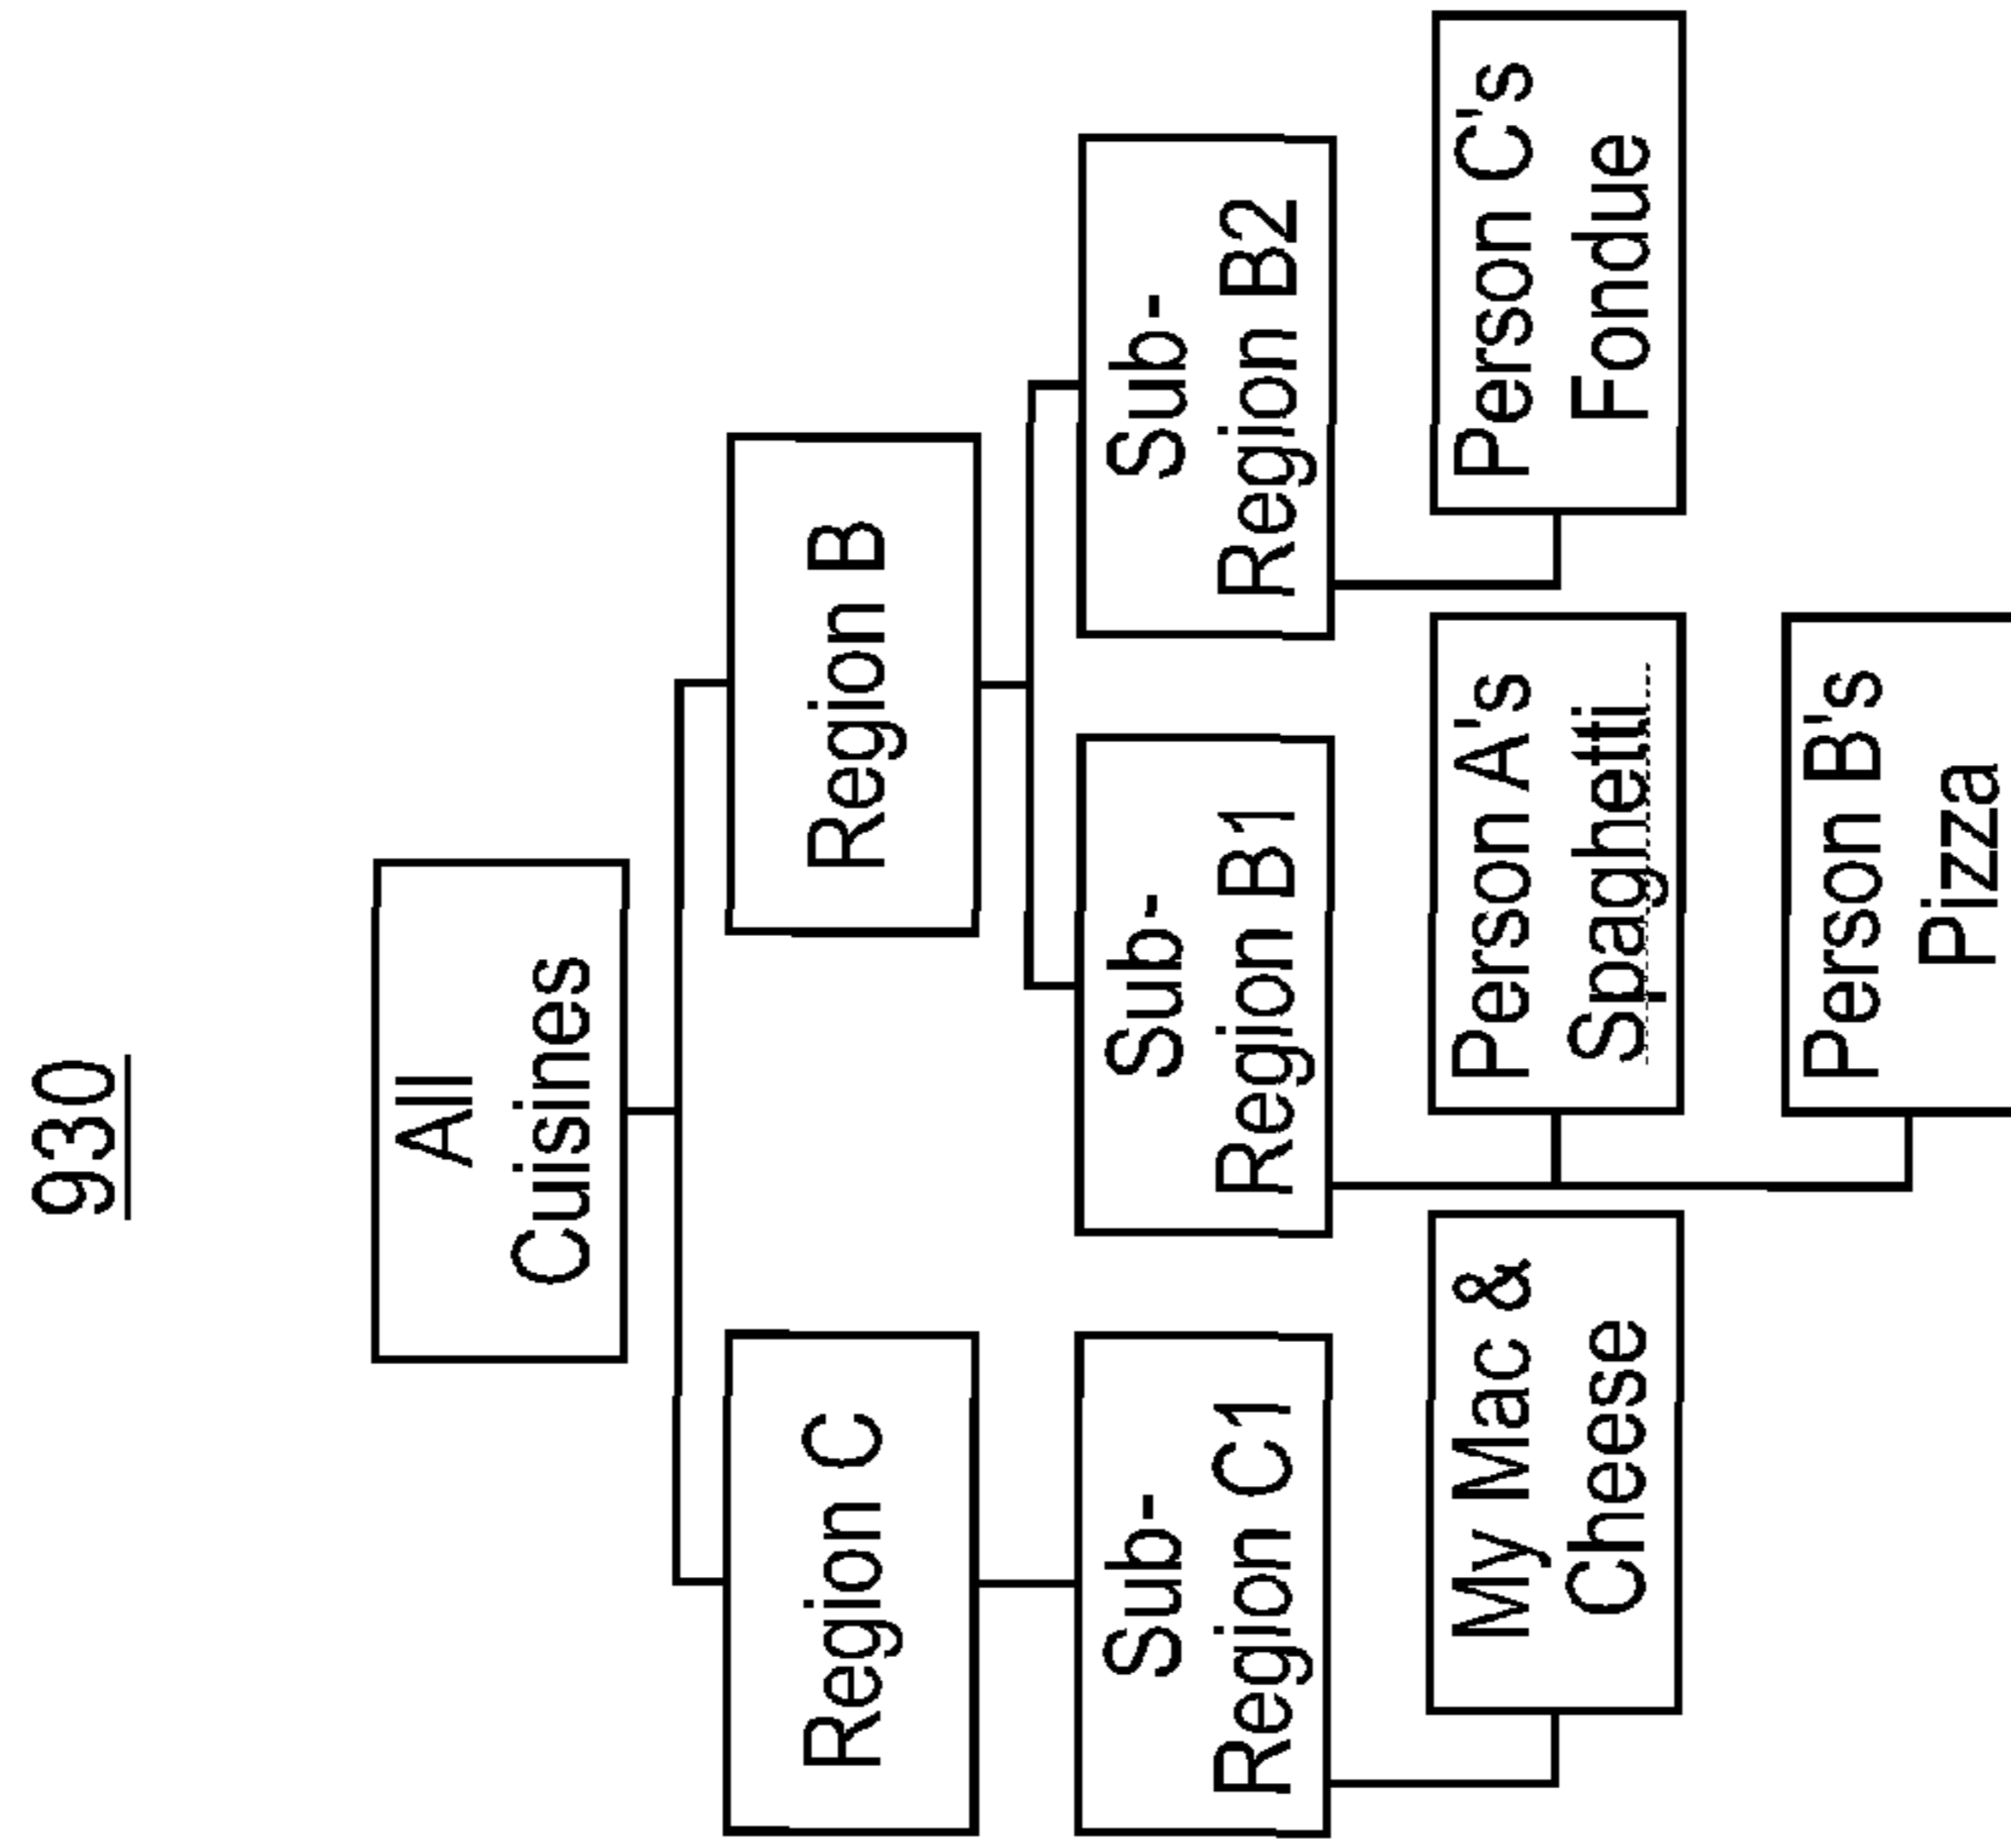 930
All
Cuisines
Region C
Region B
Sub-
Region C1
Sub-
Region B1
Sub-
Region B2
My Mac &
Cheese
Person A's
Spaghetti
Person C's
Fondue
Person B's
Pizza